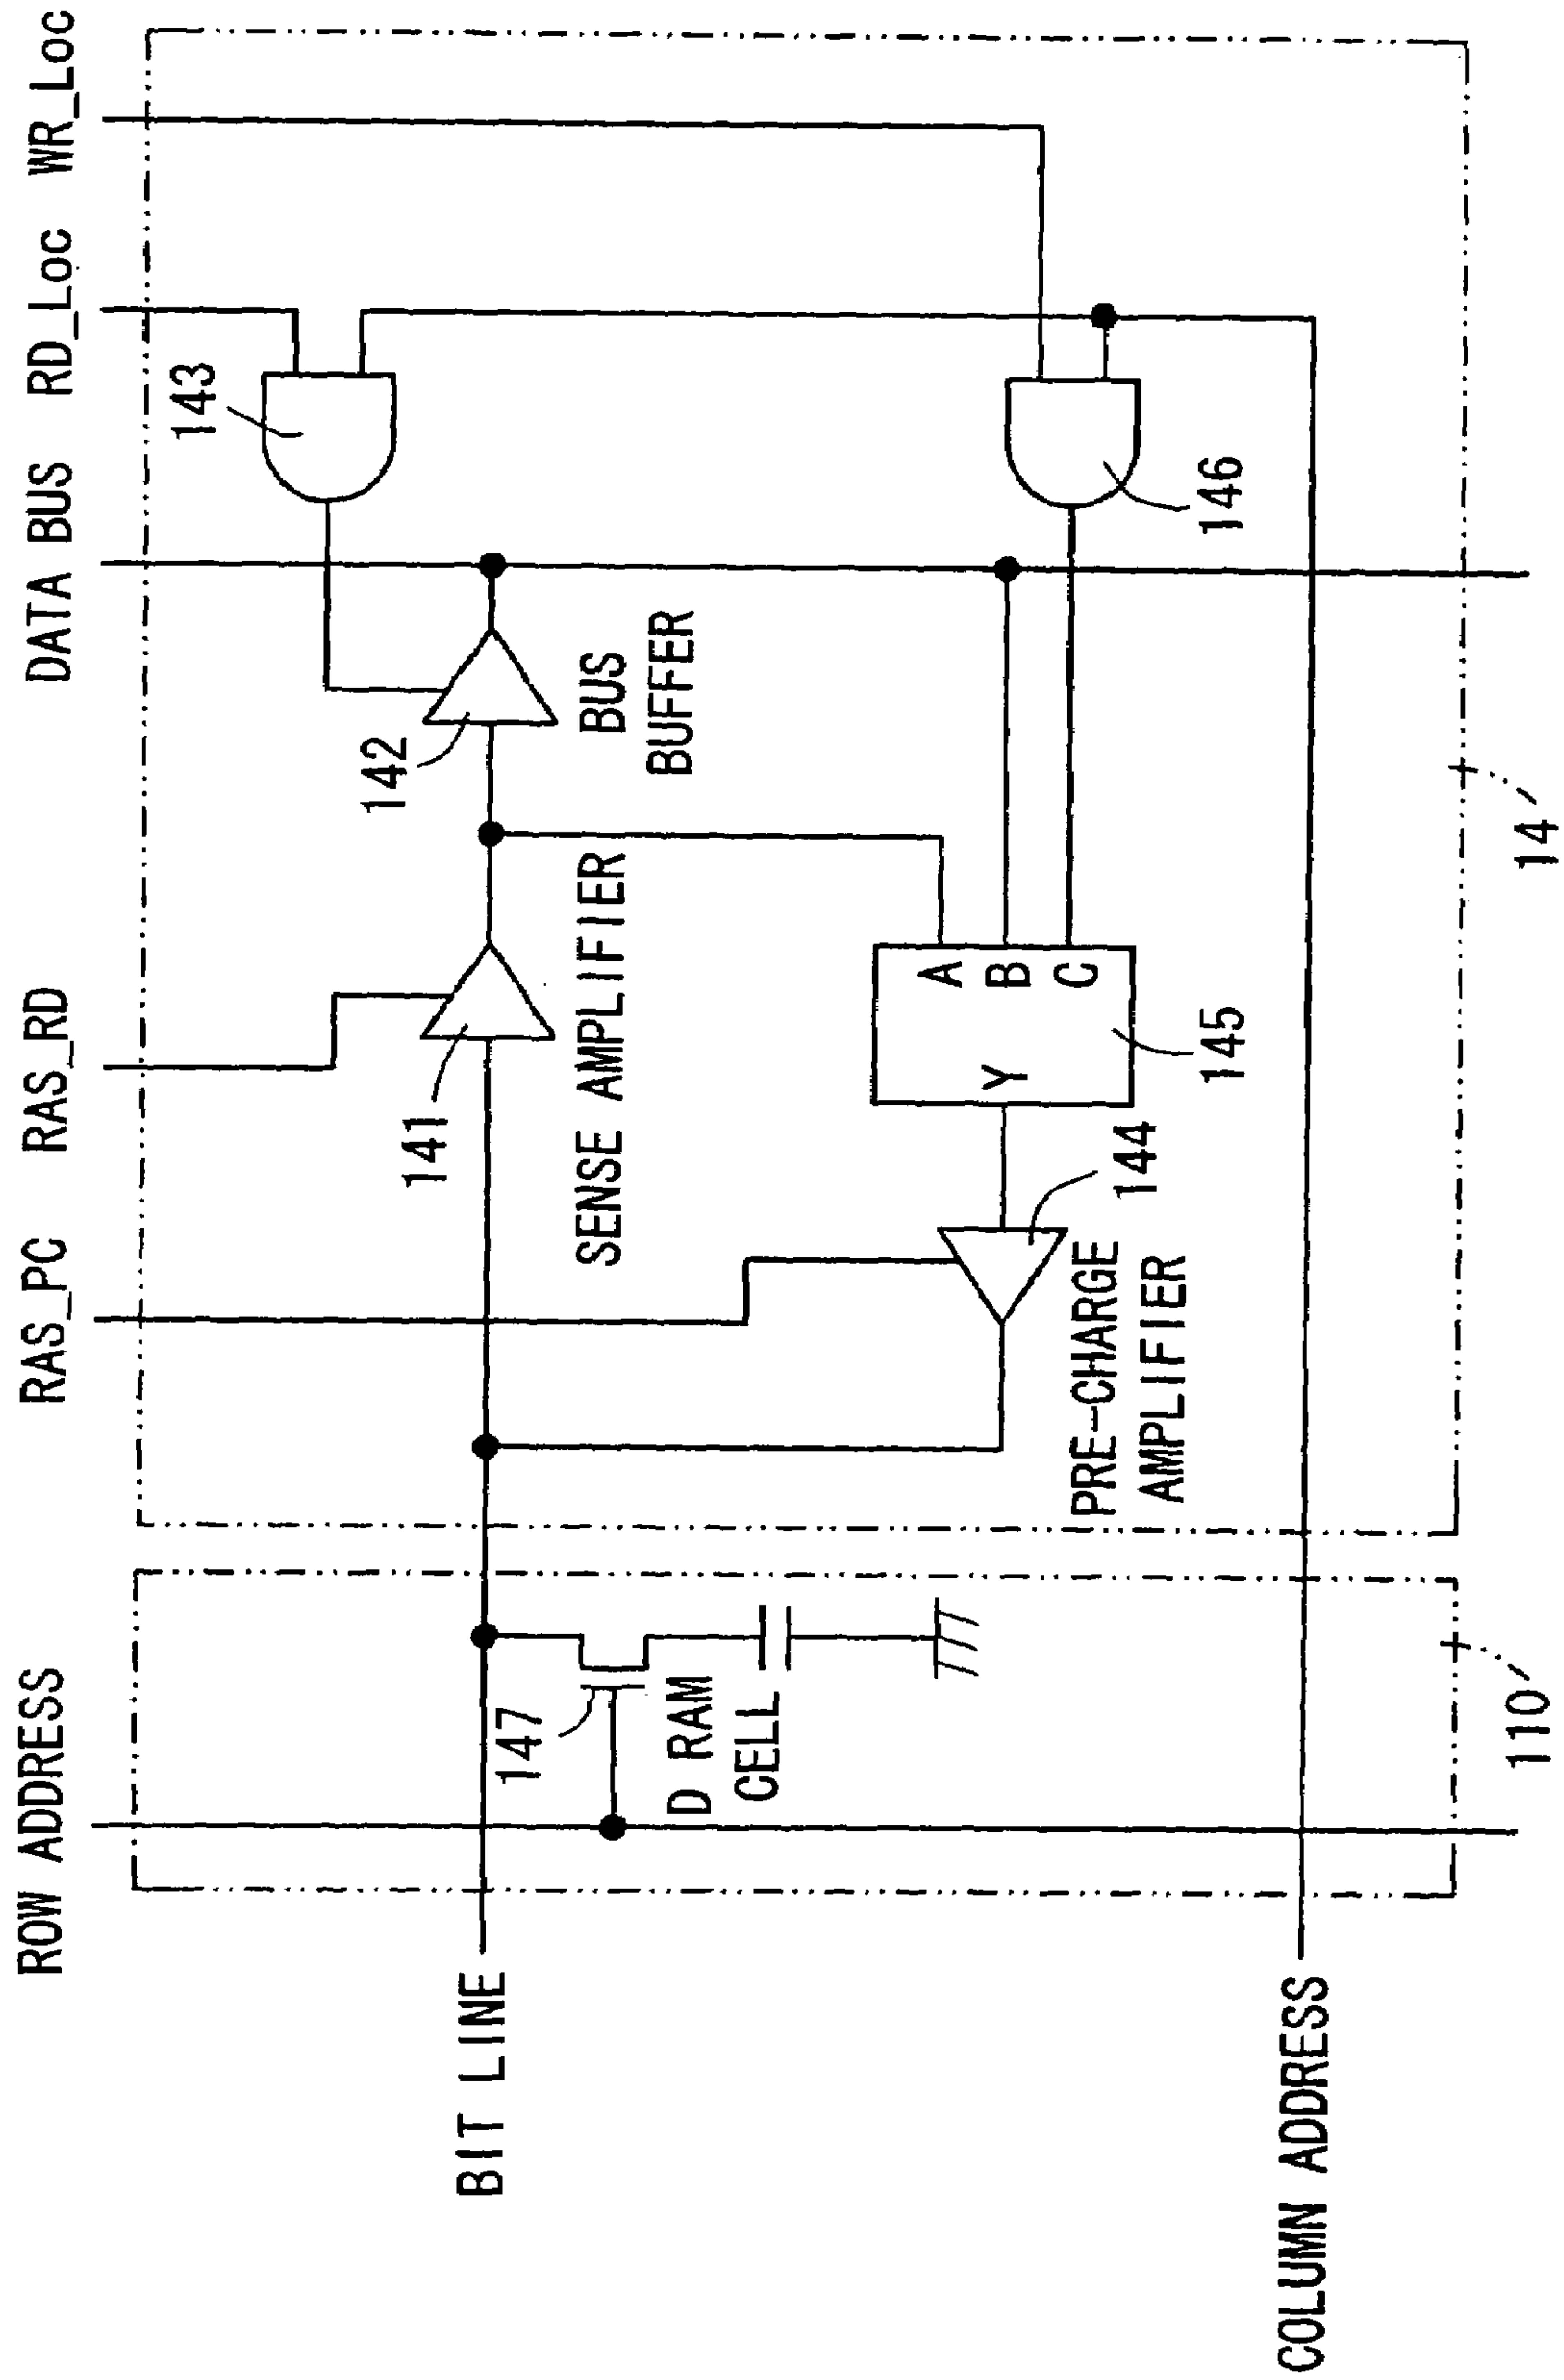 ROW ADDRESS
RAS_PC
RAS_RD
DATA BUS
RD_Loc
WR_Loc
143
142
BUS
BUFFER
141
SENSE AMPLIFIER
A
B
C
Y
145
146
144
PRE-CHARGE
AMPLIFIER
147
D RAM
CELL
BIT LINE
COLUMN ADDRESS
110
14